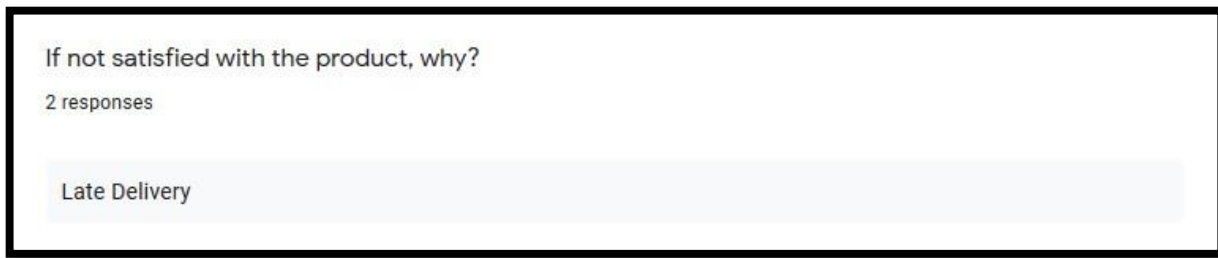 If not satisfied with the product, why?
2 responses
Late Delivery